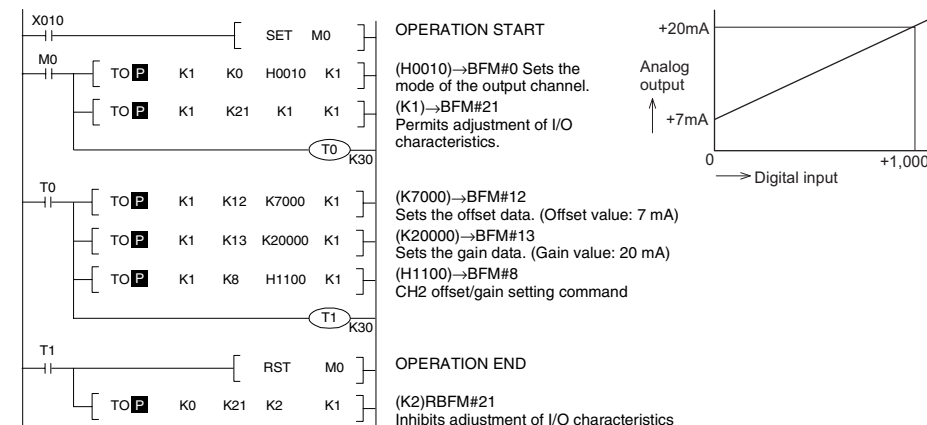 X010
SET M0
OPERATION START
M0
TO P K1 K0 H0010 K1
(H0010)→BFM#0 Sets the
mode of the output channel.
TO P K1 K21 K1 K1
(K1)→BFM#21
Permits adjustment of I/O
characteristics.
T0
K30
T0
TO P K1 K12 K7000 K1
(K7000)→BFM#12
Sets the offset data. (Offset value: 7 mA)
TO P K1 K13 K20000 K1
(K20000)→BFM#13
Sets the gain data. (Gain value: 20 mA)
TO P K1 K8 H1100 K1
(H1100)→BFM#8
CH2 offset/gain setting command
T1
K30
T1
RST M0
OPERATION END
TO P K0 K21 K2 K1
(K2)RBFM#21
Inhibits adjustment of I/O characteristics
+20mA
Analog
output
+7mA
0
+1,000
Digital input